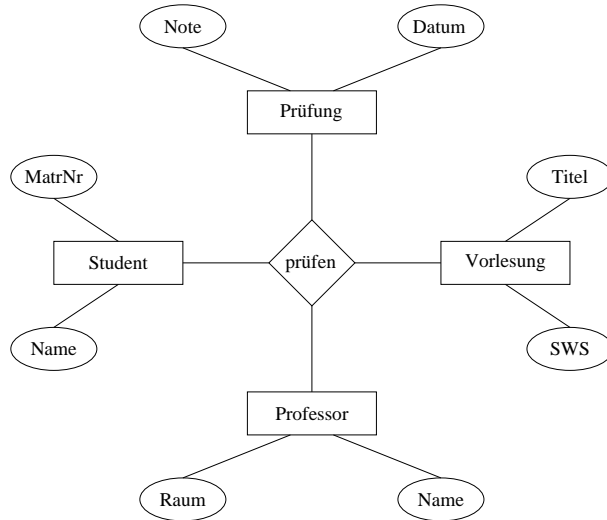 Note
Datum
Prüfung
MatrNr
Titel
Student
prüfen
Vorlesung
Name
SWS
Professor
Raum
Name